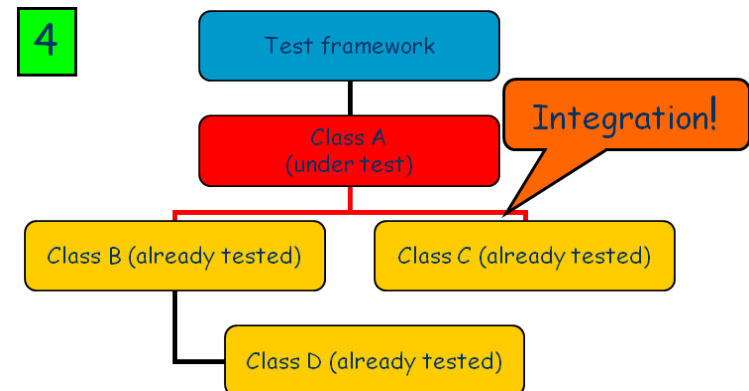 4
Test framework
Class A
(under test)
Integration!
Class B (already tested)
Class C (already tested)
Class D (already tested)